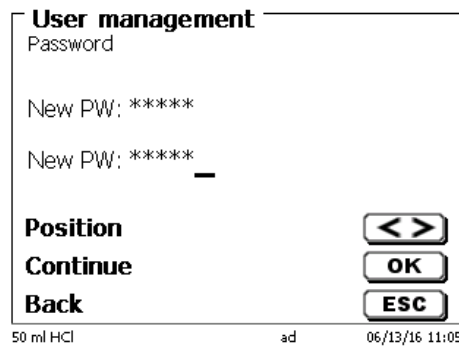 User management
Password
New PW: *****
New PW: *****_
Position < >
Continue OK
Back ESC
50 ml HCl ad 06/13/16 11:05